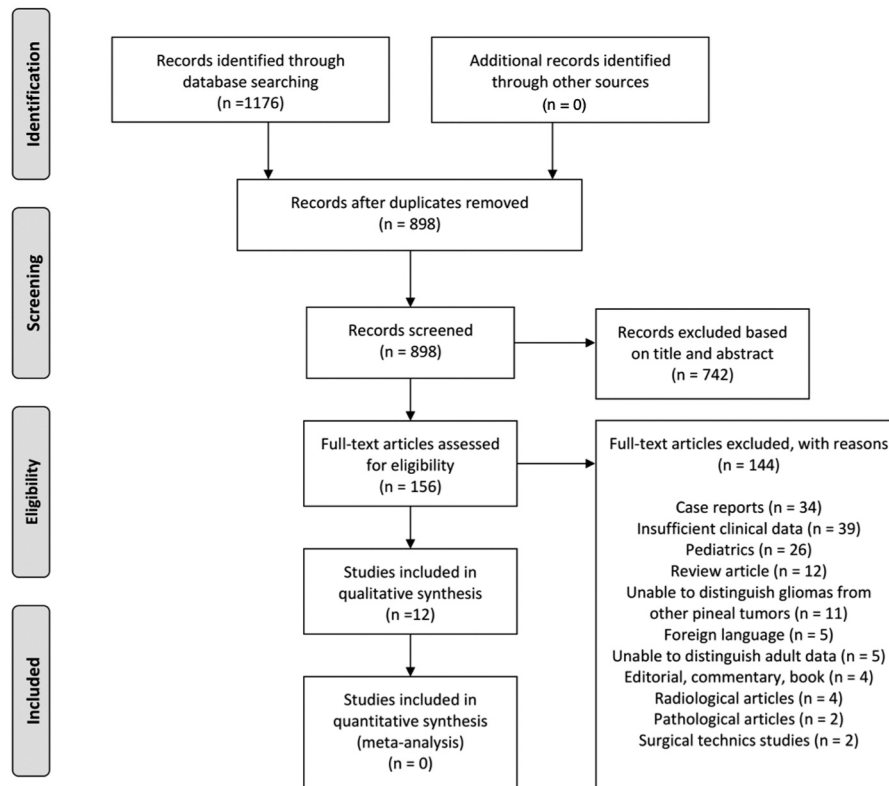 Identification
Records identified through
database searching
(n =1176)
Additional records identified
through other sources
(n = 0)
Records after duplicates removed
(n = 898)
Screening
Records screened
(n = 898)
Records excluded based
on title and abstract
(n = 742)
Eligibility
Full-text articles assessed
for eligibility
(n = 156)
Full-text articles excluded, with reasons
(n = 144)
Case reports (n = 34)
Insufficient clinical data (n = 39)
Pediatrics (n = 26)
Review article (n = 12)
Unable to distinguish gliomas from
other pineal tumors (n = 11)
Foreign language (n = 5)
Unable to distinguish adult data (n = 5)
Editorial, commentary, book (n = 4)
Radiological articles (n = 4)
Pathological articles (n = 2)
Surgical technics studies (n = 2)
Studies included in
qualitative synthesis
(n =12)
Included
Studies included in
quantitative synthesis
(meta-analysis)
(n = 0)